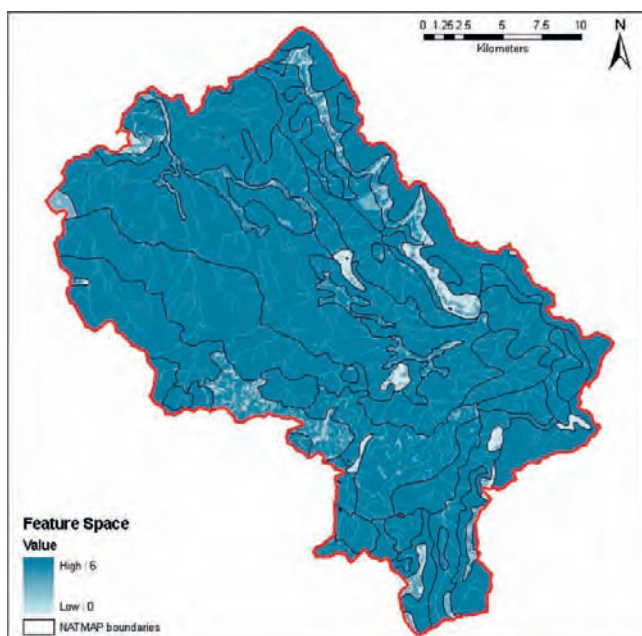 0 1.25 2.5 5 7.5 10
Kilometers
N
Feature Space
Value
High : 6
Low : 0
NATMAP boundaries